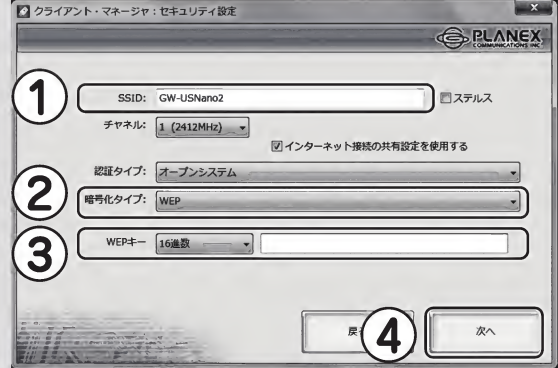 クライアント・マネージャ：セキュリティ設定
PLANEX
COMMUNICATIONS INC.
① SSID: GW-USNano2 ステルス
チャネル: 1 (2412MHz)
インターネット接続の共有設定を使用する
認証タイプ: オープンシステム
② 暗号化タイプ: WEP
③ WEPキー 16進数
④ 次へ